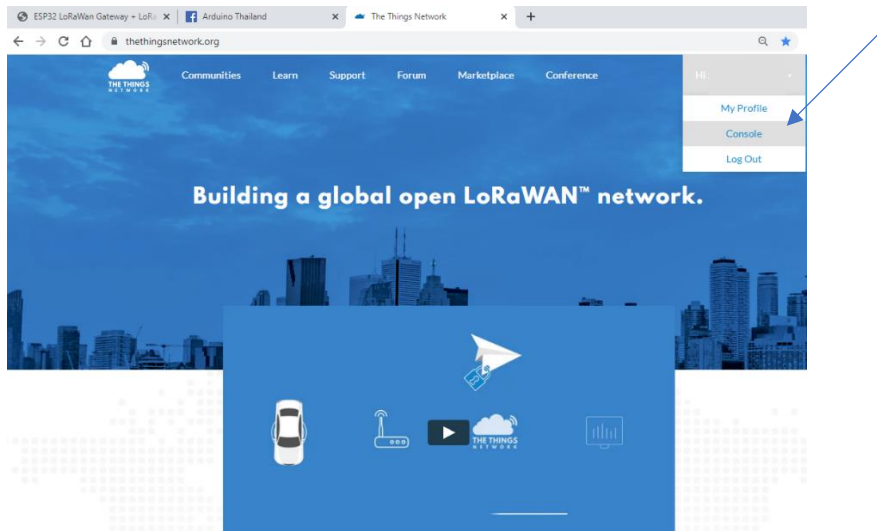 ESP32 LoRaWan Gateway + LoRa
Arduino Thailand
The Things Network
thethingsnetwork.org
THE THINGS
NETWORK
Communities
Learn
Support
Forum
Marketplace
Conference
Hi
My Profile
Console
Log Out
Building a global open LoRaWAN™ network.
THE THINGS
NETWORK